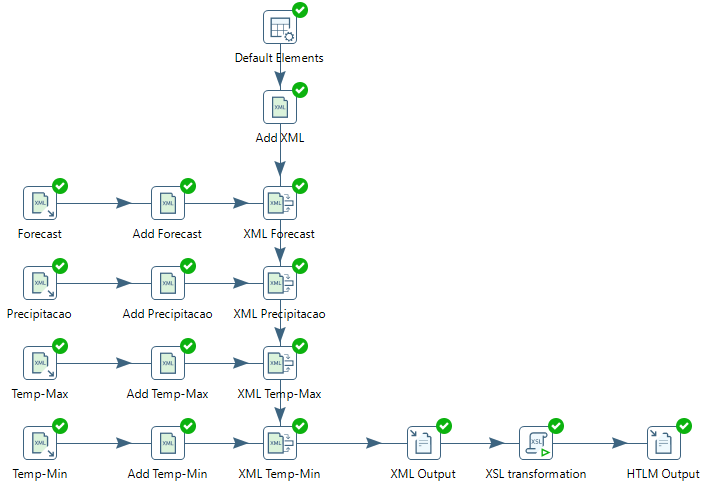 Default Elements
XML
Add XML
XML
XML
XML
Forecast
Add Forecast
XML Forecast
XML
XML
XML
Precipitacao
Add Precipitacao
XML Precipitacao
XML
XML
XML
Temp-Max
Add Temp-Max
XML Temp-Max
XML
XML
XML
XSL
Temp-Min
Add Temp-Min
XML Temp-Min
XML Output
XSL transformation
HTLM Output